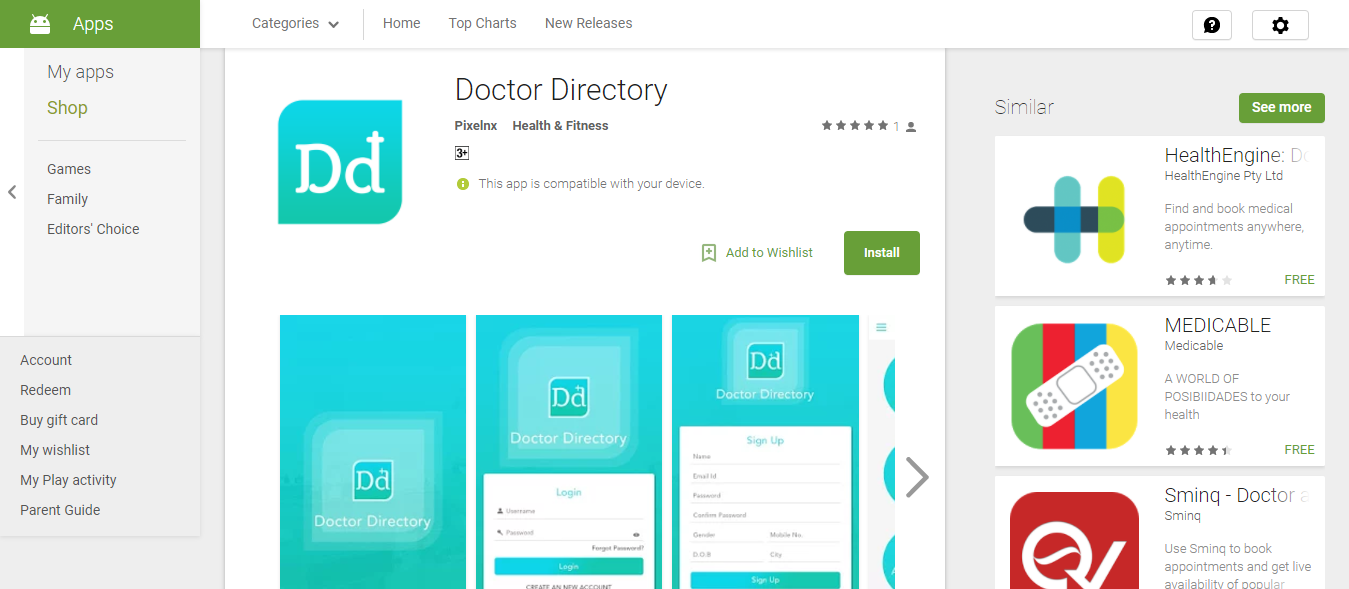 Apps
Categories
Home
Top Charts
New Releases
My apps
Shop
Games
Family
Editors' Choice
Account
Redeem
Buy gift card
My wishlist
My Play activity
Parent Guide
Dd
Doctor Directory
Pixelnx Health & Fitness
1
3+
This app is compatible with your device.
Add to Wishlist
Install
Dd
Doctor Directory
Dd
Doctor Directory
Login
Username
Password
Forgot Password?
Login
CREATE AN NEW ACCOUNT
Dd
Doctor Directory
Sign Up
Name
Email Id
Password
Confirm Password
Gender Mobile No.
D.O.B City
Sign Up
Similar
See more
HealthEngine: Do
HealthEngine Pty Ltd
Find and book medical
appointments anywhere,
anytime.
FREE
MEDICABLE
Medicable
A WORLD OF
POSIBIIDADES to your
health
FREE
Sminq - Doctor a
Sminq
Use Sminq to book
appointments and get live
availability of popular